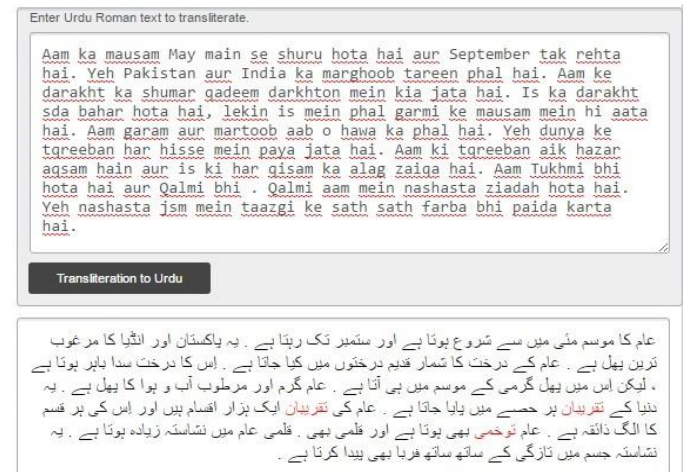 Enter Urdu Roman text to transliterate.
Aam ka mausam May main se shuru hota hai aur September tak rehta
hai. Yeh Pakistan aur India ka marghoob tareen phal hai. Aam ke
darakht ka shumar qadeem darkhton mein kia jata hai. Is ka darakht
sda bahar hota hai, lekin is mein phal garmi ke mausam mein hi aata
hai. Aam garam aur martoob aab o hawa ka phal hai. Yeh dunya ke
tqreeban har hisse mein paya jata hai. Aam ki tqreeban aik hazar
aqsam hain aur is ki har qisam ka alag zaiqa hai. Aam Tukhmi bhi
hota hai aur Qalmi bhi . Qalmi aam mein nashasta ziadah hota hai.
Yeh nashasta jsm mein taazgi ke sath sath farba bhi paida karta
hai.
Transliteration to Urdu
عام کا موسم مئی میں سے شروع ہوتا ہے اور ستمبر تک رہتا ہے . یہ پاکستان اور انڈیا کا مرغوب
ترین پھل ہے . عام کے درخت کا شمار قدیم درختوں میں کیا جاتا ہے . اِس کا درخت سدا باہر ہوتا ہے
، لیکن اِس میں پھل گرمی کے موسم میں ہی آتا ہے . عام گرم اور مرطوب آب و ہوا کا پھل ہے . یہ
دنیا کے تقریبان ہر حصے میں پایا جاتا ہے . عام کی تقریبان ایک ہزار اقسام ہیں اور اِس کی ہر قسم
کا الگ ذائقہ ہے . عام توخمی بھی ہوتا ہے اور قلمی بھی . قلمی عام میں نشاستہ زیادہ ہوتا ہے . یہ
نشاستہ جسم میں تازگی کے ساتھ ساتھ فربا بھی پیدا کرتا ہے .